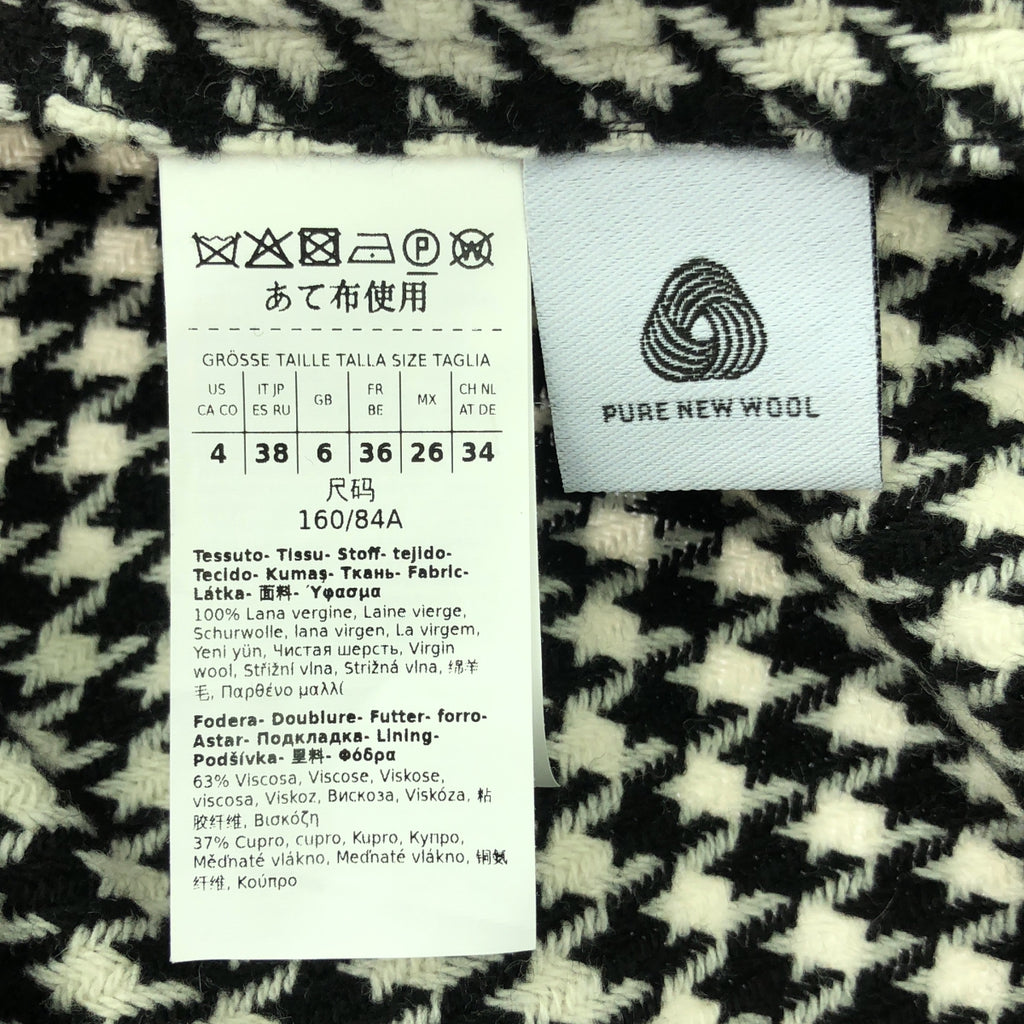 あて布使用
GRÖSSE TAILLE TALLA SIZE TAGLIA
US CA CO IT JP ES RU GB FR BE MX CH NL AT DE
4 38 6 36 26 34
尺码
160/84A
Tessuto- Tissu- Stoff- tejido-
Tecido- Kumaş- Ткань- Fabric-
Látka- 面料- Ύφασμα
100% Lana vergine, Laine vierge,
Schurwolle, lana virgen, La virgem,
Yeni yün, Чистая шерсть, Virgin
wool, Střižní vlna, Strižná vlna, 绵羊
毛, Παρθένο μαλλί
Fodera- Doublure- Futter- forro-
Astar- Подкладка- Lining-
Podšívka- 里料- Φόδρα
63% Viscosa, Viscose, Viskose,
viscosa, Viskoz, Вискоза, Viskóza, 粘
胶纤维, Βισκόζη
37% Cupro, cupro, Kupro, Купро,
Měďnaté vlákno, Meďnaté vlákno, 铜氨
纤维, Κούπρο
PURE NEW WOOL